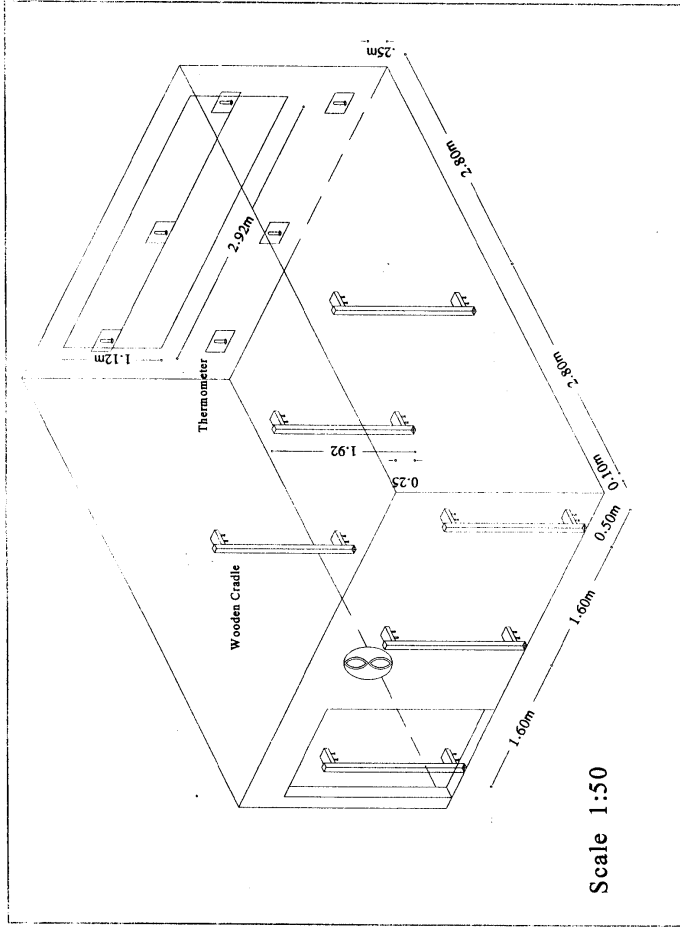 .25m
2.80m
2.92m
1.12m
Thermometer
2.80m
1.92
0.25
0.10m
0.50m
Wooden Cradle
1.60m
1.60m
Scale 1:50